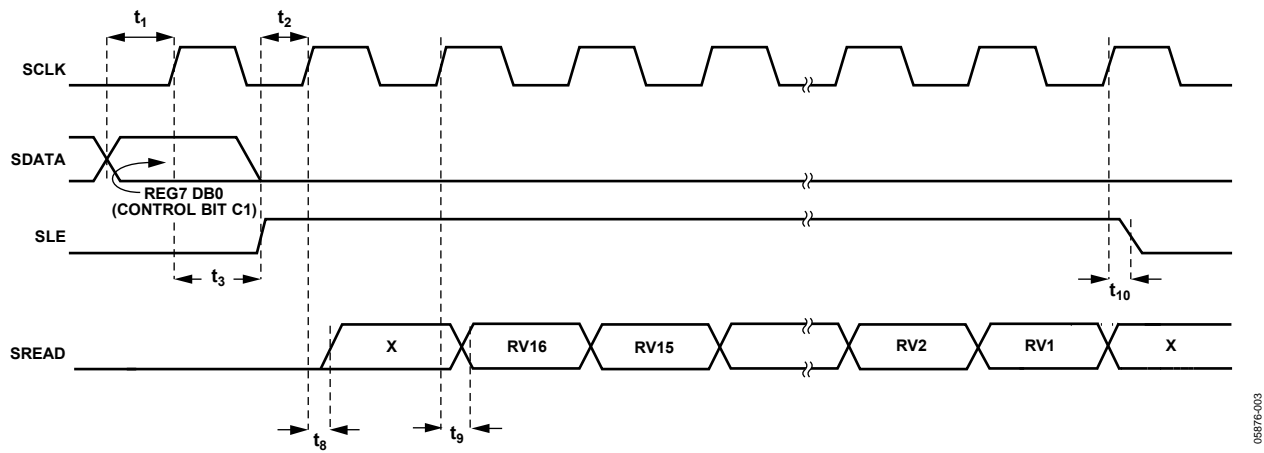 t1 t2
SCLK
SDATA
REG7 DB0
(CONTROL BIT C1)
SLE
t3 t10
SREAD X RV16 RV15 RV2 RV1 X
t8 t9
05876-003